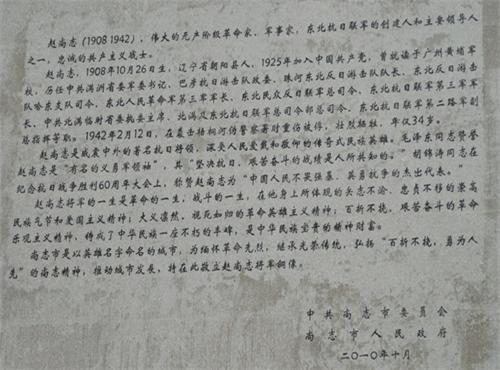 赵尚志(1908 1942)，伟大的无产阶级革命家、军事家，东北抗日联军的创建人和主要领导人
之一，忠诚的共产主义战士。
赵尚志，1908年10月26日生，辽宁省朝阳县人，1925年加入中国共产党，曾就读于广州黄埔军
校，历任中共满洲省委军委书记、巴彦抗日游击队政委、珠河东北反日游击队队长、东北反日游击
队哈东支队司令、东北人民革命军第三军军长、东北民众反日联军总司令、东北抗日联军第三军军
长、中共北满临时省委执委主席、北满及东北抗日联军总司令部总司令、东北抗日联军第二路军副
总指挥等职。1942年2月12日，在袭击梧桐河伪警察署时重伤被俘，壮烈牺牲，年仅34岁。
赵尚志是威震中外的著名抗日将领，深受人民爱戴和敬仰的传奇式民族英雄。毛泽东同志赞誉
赵尚志是“有名的义勇军领袖”，其“坚决抗日、艰苦奋斗的战绩是人所共知的。”胡锦涛同志在
纪念抗日战争胜利60周年大会上，称赞赵尚志为“中国人民不畏强暴、英勇抗争的杰出代表。”
赵尚志将军的一生是革命的一生，战斗的一生，在他身上所体现的矢志不渝、忠贞不移的崇高
民族气节和爱国主义精神；大义凛然，视死如归的革命英雄主义精神；百折不挠，艰苦奋斗的革命
乐观主义精神，铸成了中华民族一座不朽的丰碑，是中华民族宝贵的精神财富。
尚志市是以英雄名字命名的城市，为缅怀革命先烈，继承光荣传统，弘扬“百折不挠，勇为人
先”的尚志精神，推动城市发展，特在此敬立赵尚志将军铜像。
中共尚志市委员会
尚志市人民政府
二〇一〇年十月